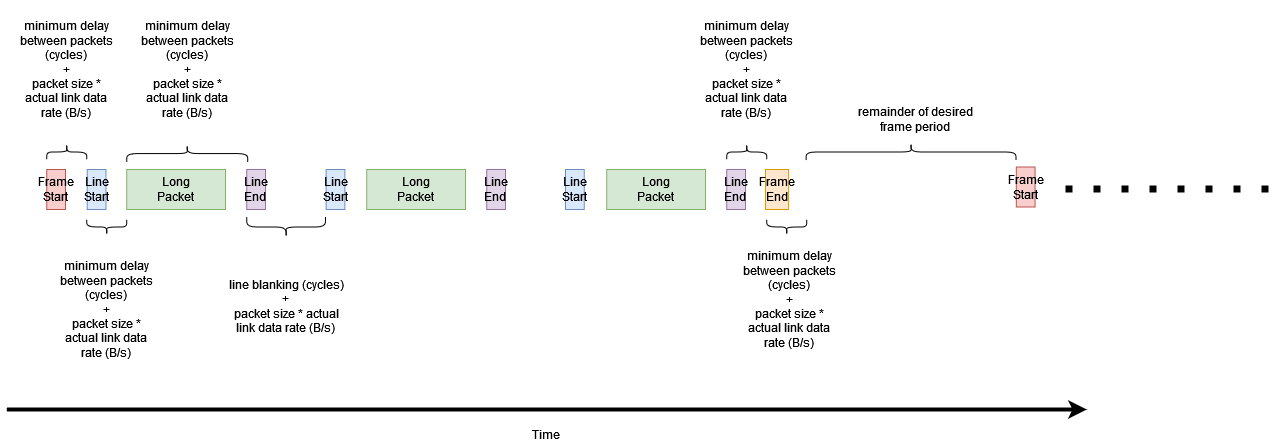 minimum delay
between packets
(cycles)
+
packet size *
actual link data
rate (B/s)
minimum delay
between packets
(cycles)
+
packet size *
actual link data
rate (B/s)
minimum delay
between packets
(cycles)
+
packet size *
actual link data
rate (B/s)
remainder of desired
frame period
Frame
Start
Line
Start
Long
Packet
Line
End
Line
Start
Long
Packet
Line
End
Line
Start
Long
Packet
Line
End
Frame
End
Frame
Start
minimum delay
between packets
(cycles)
+
packet size *
actual link data
rate (B/s)
line blanking (cycles)
+
packet size * actual
link data rate (B/s)
minimum delay
between packets
(cycles)
+
packet size *
actual link data
rate (B/s)
Time